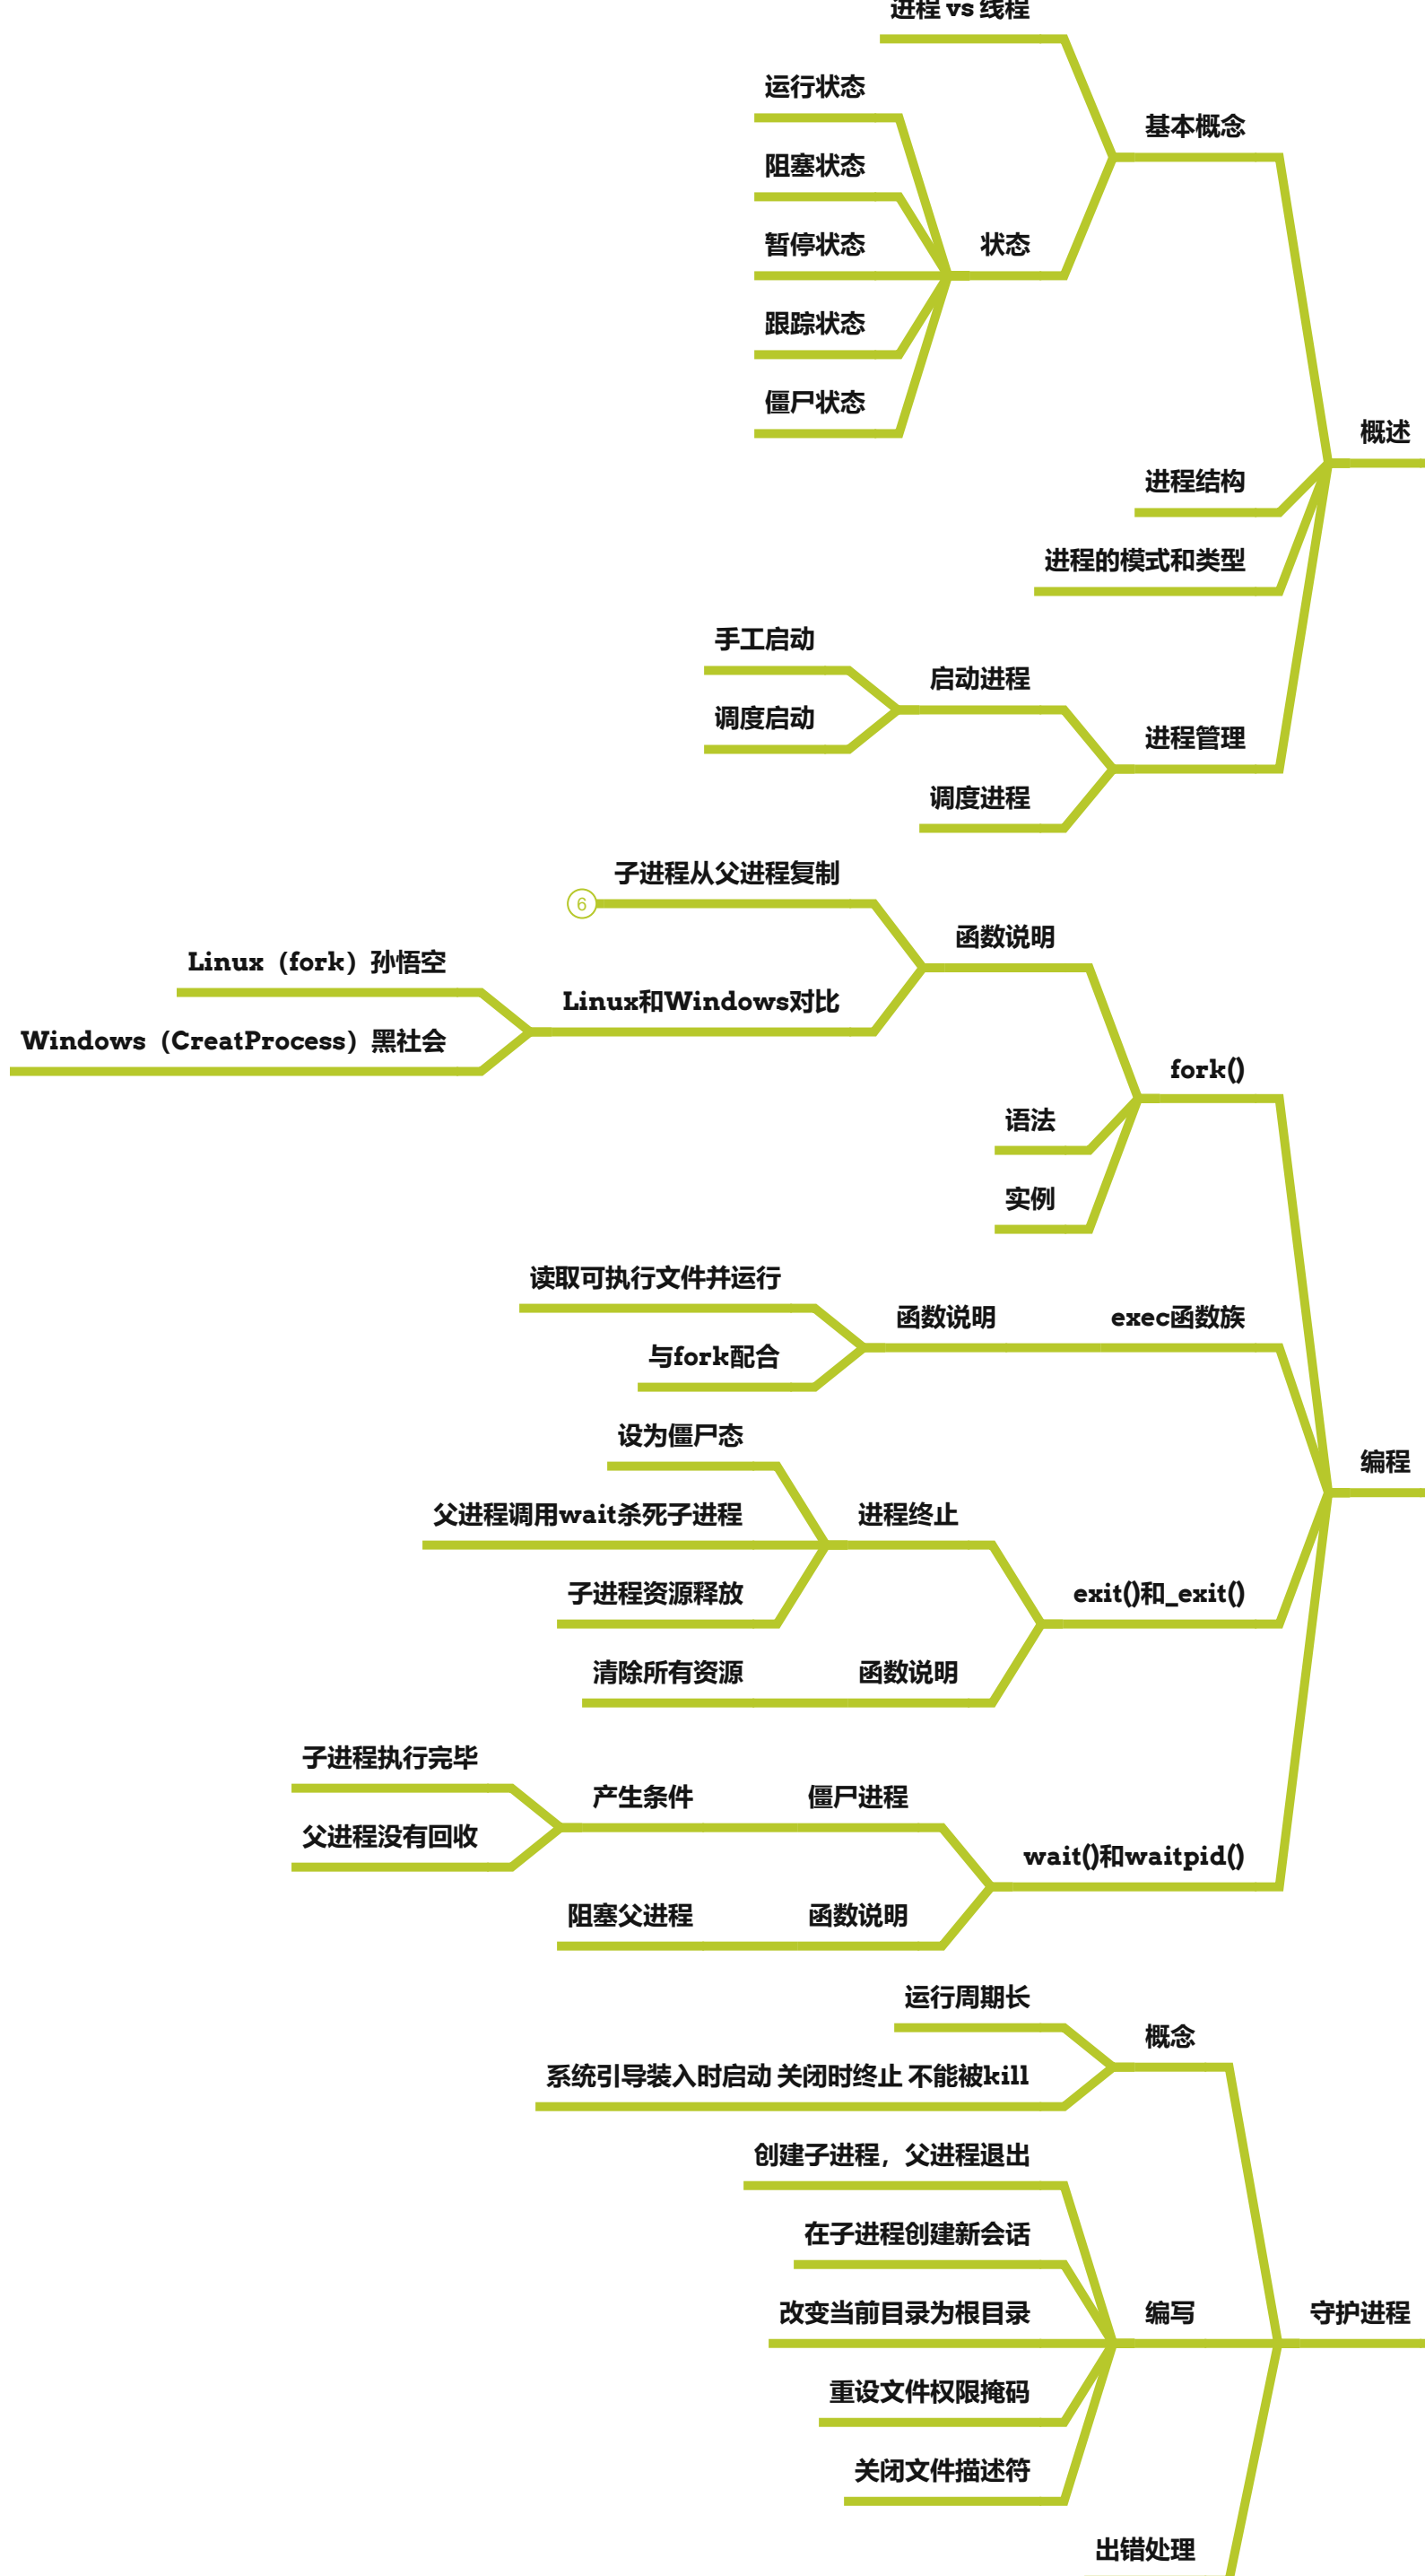 进程 vs 线程
运行状态
基本概念
阻塞状态
暂停状态
状态
跟踪状态
僵尸状态
概述
进程结构
进程的模式和类型
手工启动
启动进程
调度启动
进程管理
调度进程
子进程从父进程复制
6
函数说明
Linux（fork）孙悟空
Linux和Windows对比
Windows（CreatProcess）黑社会
fork()
语法
实例
读取可执行文件并运行
函数说明
exec函数族
与fork配合
设为僵尸态
编程
父进程调用wait杀死子进程
进程终止
子进程资源释放
exit()和_exit()
清除所有资源
函数说明
子进程执行完毕
产生条件
僵尸进程
父进程没有回收
wait()和waitpid()
阻塞父进程
函数说明
运行周期长
概念
系统引导装入时启动 关闭时终止 不能被kill
创建子进程，父进程退出
在子进程创建新会话
改变当前目录为根目录
编写
守护进程
重设文件权限掩码
关闭文件描述符
出错处理